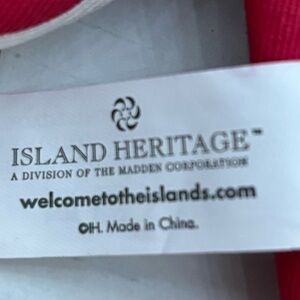 ISLAND HERITAGE™
A DIVISION OF THE MADDEN CORPORATION
welcometotheislands.com
©IH. Made in China.